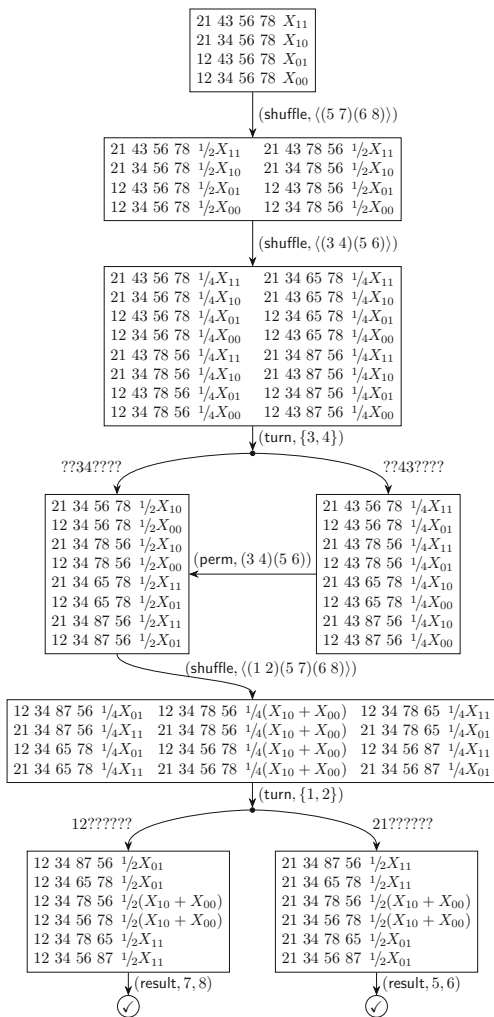 21 43 56 78 X₁₁
21 34 56 78 X₁₀
12 43 56 78 X₀₁
12 34 56 78 X₀₀
(shuffle, ⟨(5 7)(6 8)⟩)
21 43 56 78 1/2X₁₁ 21 43 78 56 1/2X₁₁
21 34 56 78 1/2X₁₀ 21 34 78 56 1/2X₁₀
12 43 56 78 1/2X₀₁ 12 43 78 56 1/2X₀₁
12 34 56 78 1/2X₀₀ 12 34 78 56 1/2X₀₀
(shuffle, ⟨(3 4)(5 6)⟩)
21 43 56 78 1/4X₁₁ 21 34 65 78 1/4X₁₁
21 34 56 78 1/4X₁₀ 21 43 65 78 1/4X₁₀
12 43 56 78 1/4X₀₁ 12 34 65 78 1/4X₀₁
12 34 56 78 1/4X₀₀ 12 43 65 78 1/4X₀₀
21 43 78 56 1/4X₁₁ 21 34 87 56 1/4X₁₁
21 34 78 56 1/4X₁₀ 21 43 87 56 1/4X₁₀
12 43 78 56 1/4X₀₁ 12 34 87 56 1/4X₀₁
12 34 78 56 1/4X₀₀ 12 43 87 56 1/4X₀₀
(turn, {3, 4})
??34???? ??43????
21 34 56 78 1/2X₁₀
12 34 56 78 1/2X₀₀
21 34 78 56 1/2X₁₀
12 34 78 56 1/2X₀₀
21 34 65 78 1/2X₁₁
12 34 65 78 1/2X₀₁
21 34 87 56 1/2X₁₁
12 34 87 56 1/2X₀₁
(perm, (3 4)(5 6))
21 43 56 78 1/4X₁₁
12 43 56 78 1/4X₀₁
21 43 78 56 1/4X₁₁
12 43 78 56 1/4X₀₁
21 43 65 78 1/4X₁₀
12 43 65 78 1/4X₀₀
21 43 87 56 1/4X₁₀
12 43 87 56 1/4X₀₀
(shuffle, ⟨(1 2)(5 7)(6 8)⟩)
12 34 87 56 1/4X₀₁ 12 34 78 56 1/4(X₁₀ + X₀₀) 12 34 78 65 1/4X₁₁
21 34 87 56 1/4X₁₁ 21 34 78 56 1/4(X₁₀ + X₀₀) 21 34 78 65 1/4X₀₁
12 34 65 78 1/4X₀₁ 12 34 56 78 1/4(X₁₀ + X₀₀) 12 34 56 87 1/4X₁₁
21 34 65 78 1/4X₁₁ 21 34 56 78 1/4(X₁₀ + X₀₀) 21 34 56 87 1/4X₀₁
(turn, {1, 2})
12?????? 21??????
12 34 87 56 1/2X₀₁
12 34 65 78 1/2X₀₁
12 34 78 56 1/2(X₁₀ + X₀₀)
12 34 56 78 1/2(X₁₀ + X₀₀)
12 34 78 65 1/2X₁₁
12 34 56 87 1/2X₁₁
21 34 87 56 1/2X₁₁
21 34 65 78 1/2X₁₁
21 34 78 56 1/2(X₁₀ + X₀₀)
21 34 56 78 1/2(X₁₀ + X₀₀)
21 34 78 65 1/2X₀₁
21 34 56 87 1/2X₀₁
(result, 7, 8) (result, 5, 6)
✓ ✓